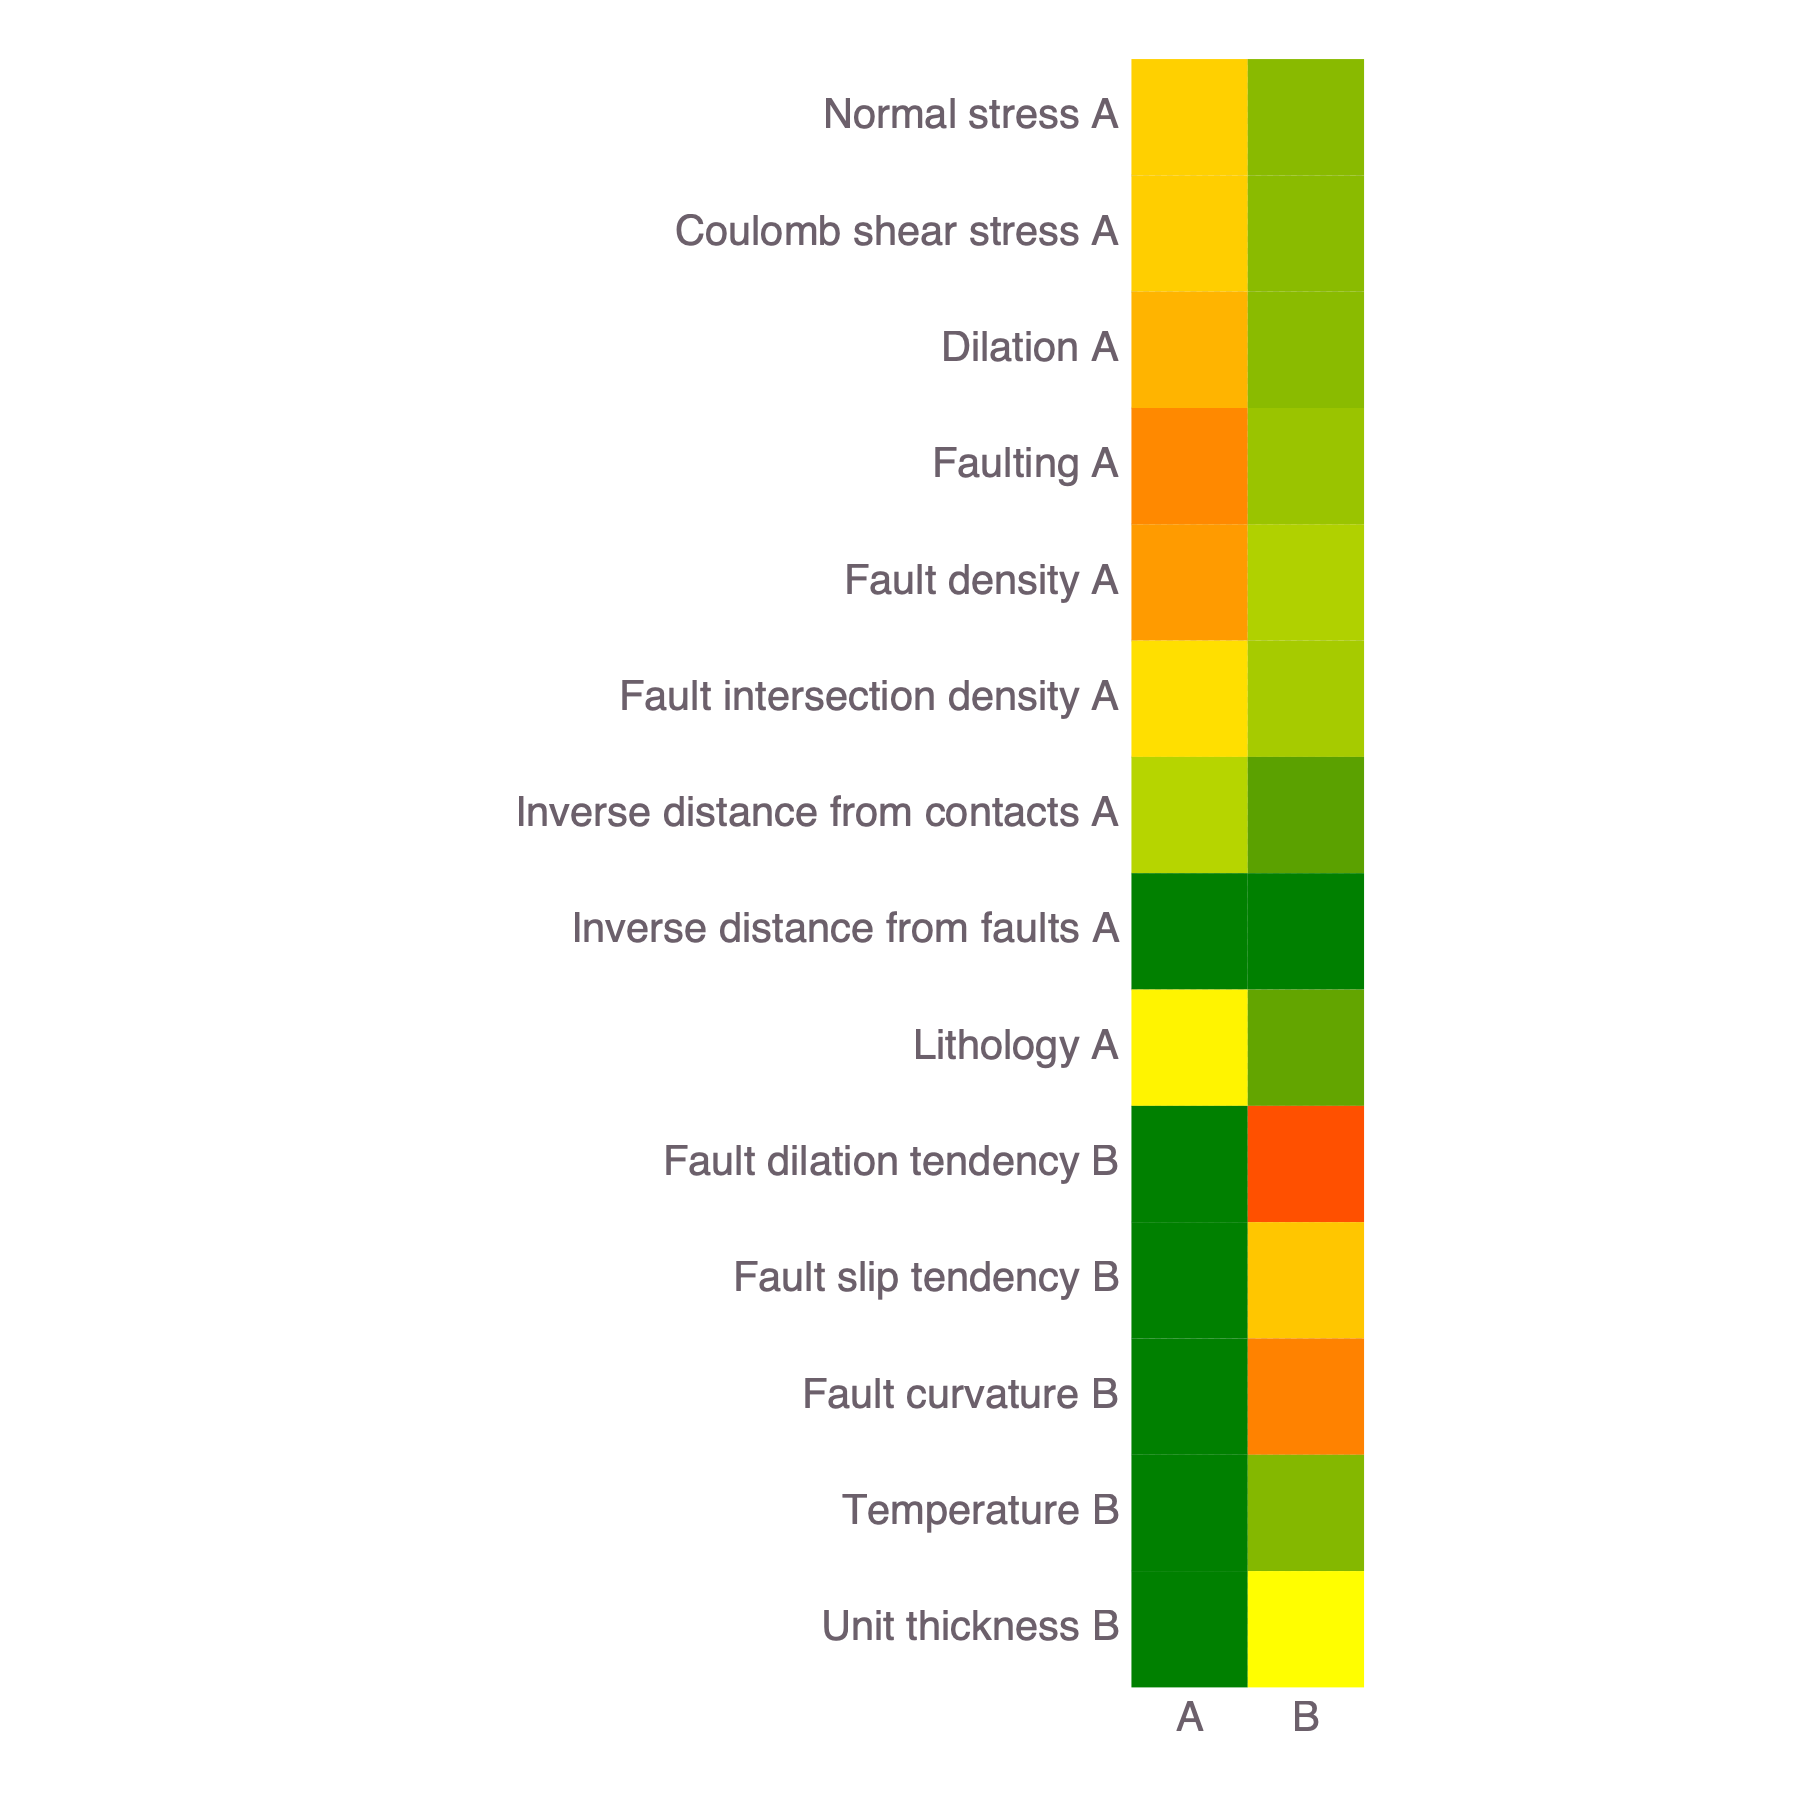 Normal stress A
Coulomb shear stress A
Dilation A
Faulting A
Fault density A
Fault intersection density A
Inverse distance from contacts A
Inverse distance from faults A
Lithology A
Fault dilation tendency B
Fault slip tendency B
Fault curvature B
Temperature B
Unit thickness B
A B